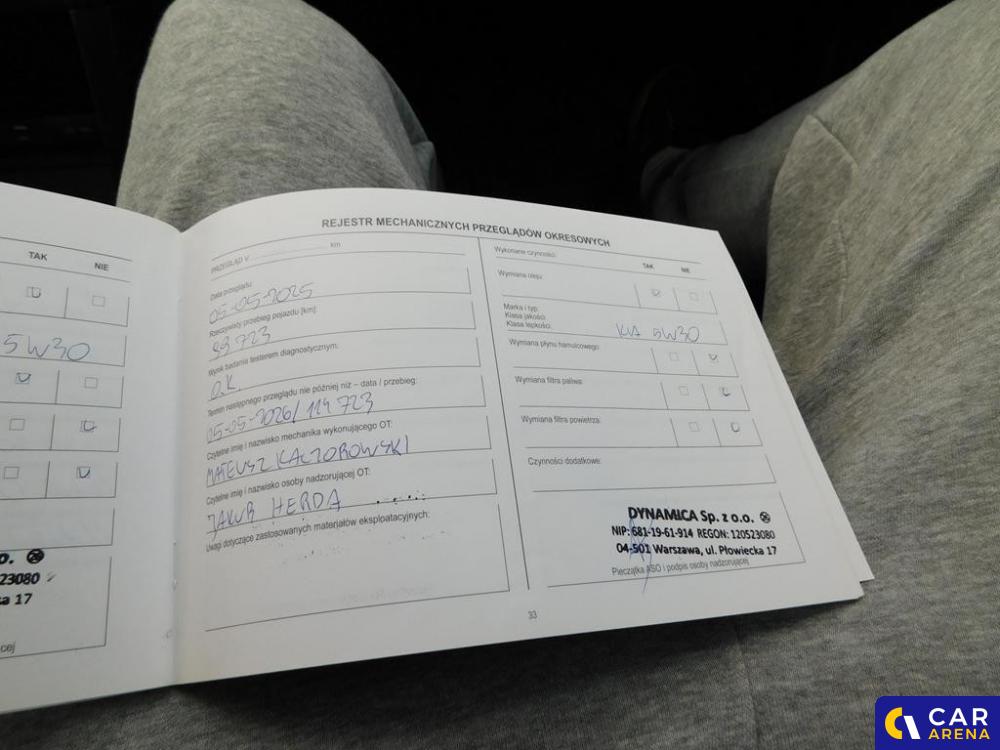 TAK NIE
5W30
23080
ka 17
REJESTR MECHANICZNYCH PRZEGLĄDÓW OKRESOWYCH
PRZEGLĄD V km
Data przeglądu:
05-05-2025
Rzeczywisty przebieg pojazdu [km]:
99 723
Wynik badania testerem diagnostycznym:
O.K.
Termin następnego przeglądu nie później niż – data / przebieg:
05-05-2026/ 114 723
Czytelne imię i nazwisko mechanika wykonującego OT:
MATEUSZ KACZOROWSKI
Czytelne imię i nazwisko osoby nadzorującej OT:
JAKUB HERDA
Uwagi dotyczące zastosowanych materiałów eksploatacyjnych:
Wykonane czynności:
TAK NIE
Wymiana oleju:
Marka i typ:
Klasa jakości:
Klasa lepkości:
KIA 5W30
Wymiana płynu hamulcowego:
Wymiana filtra paliwa:
Wymiana filtra powietrza:
Czynności dodatkowe:
DYNAMICA Sp. z o.o.
NIP: 681-19-61-914 REGON: 120523080
04-501 Warszawa, ul. Płowiecka 17
Pieczątka ASO i podpis osoby nadzorującej
33
CAR
ARENA